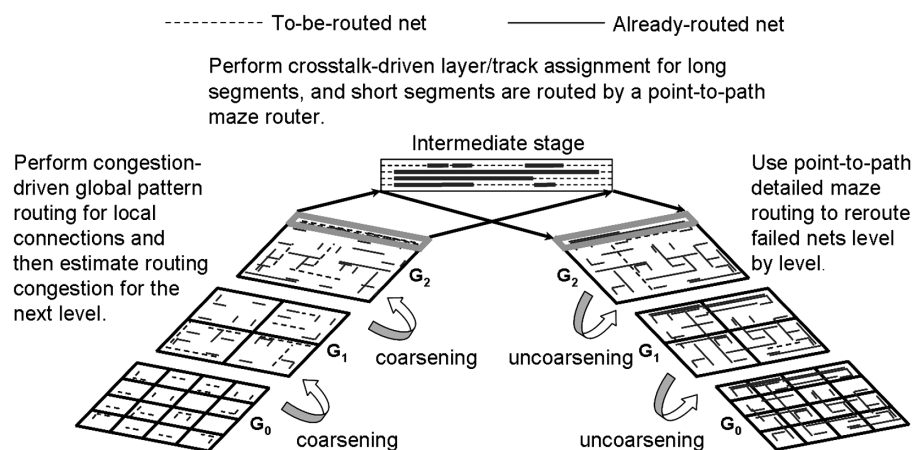 To-be-routed net
Already-routed net
Perform crosstalk-driven layer/track assignment for long
segments, and short segments are routed by a point-to-path
maze router.
Intermediate stage
Perform congestion-
driven global pattern
routing for local
connections and
then estimate routing
congestion for the
next level.
Use point-to-path
detailed maze
routing to reroute
failed nets level
by level.
G2
G2
G1
coarsening
uncoarsening
G1
G0
coarsening
uncoarsening
G0